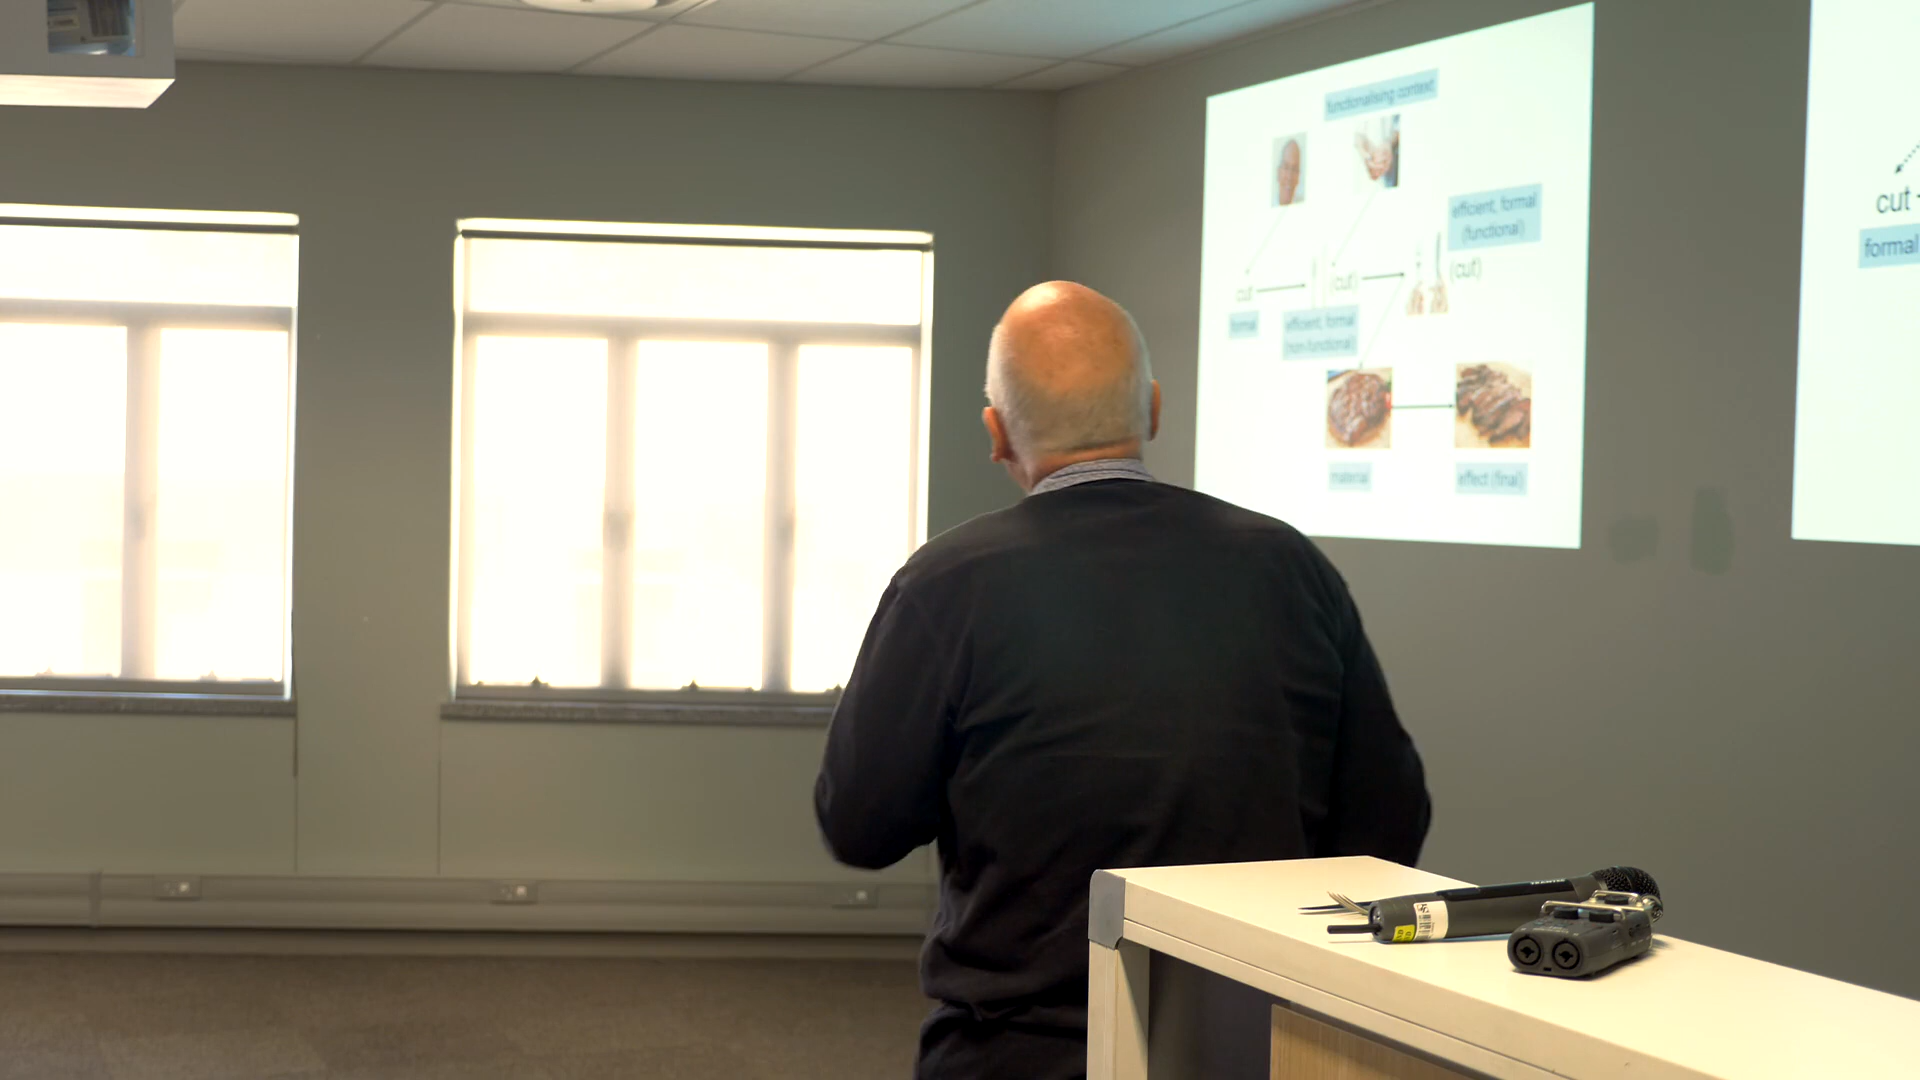 functionalising context
efficient, formal
(functional)
cut
(cut)
(cut)
formal
efficient, formal
(non-functional)
material
effect (final)
cut
formal